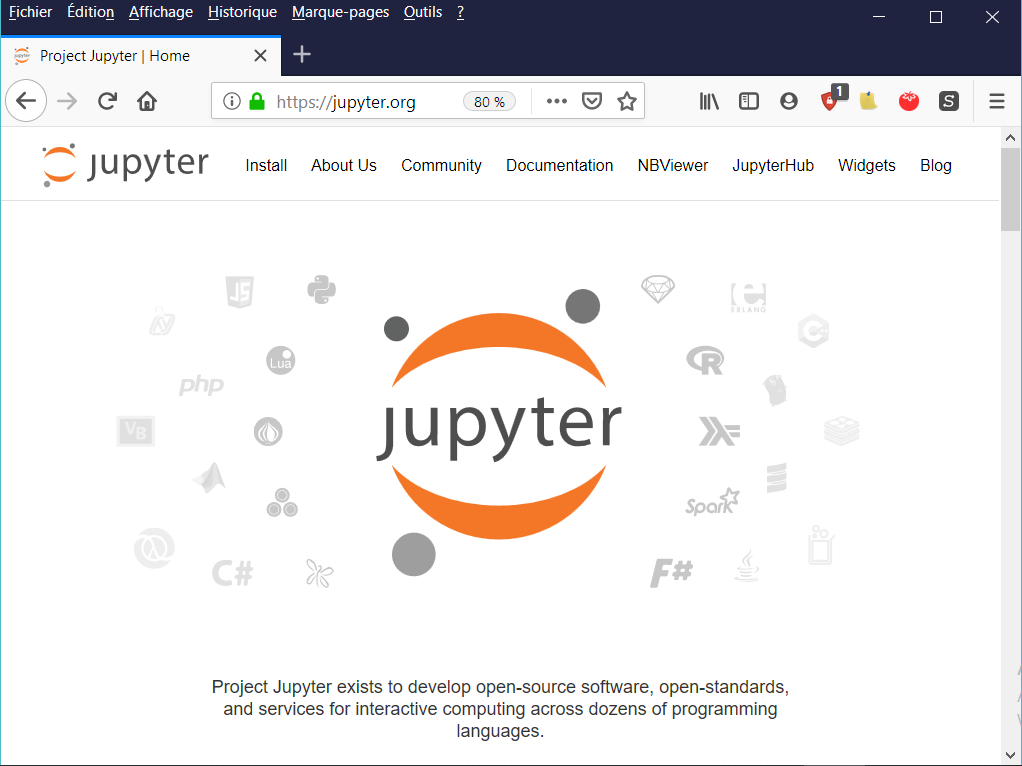 Fichier Édition Affichage Historique Marque-pages Outils ?
Project Jupyter | Home
https://jupyter.org 80 % 1 S
jupyter Install About Us Community Documentation NBViewer JupyterHub Widgets Blog
JS
ERLANG
C++
Lua
R
php
jupyter
VB
Spark
C# F#
Project Jupyter exists to develop open-source software, open-standards,
and services for interactive computing across dozens of programming
languages.